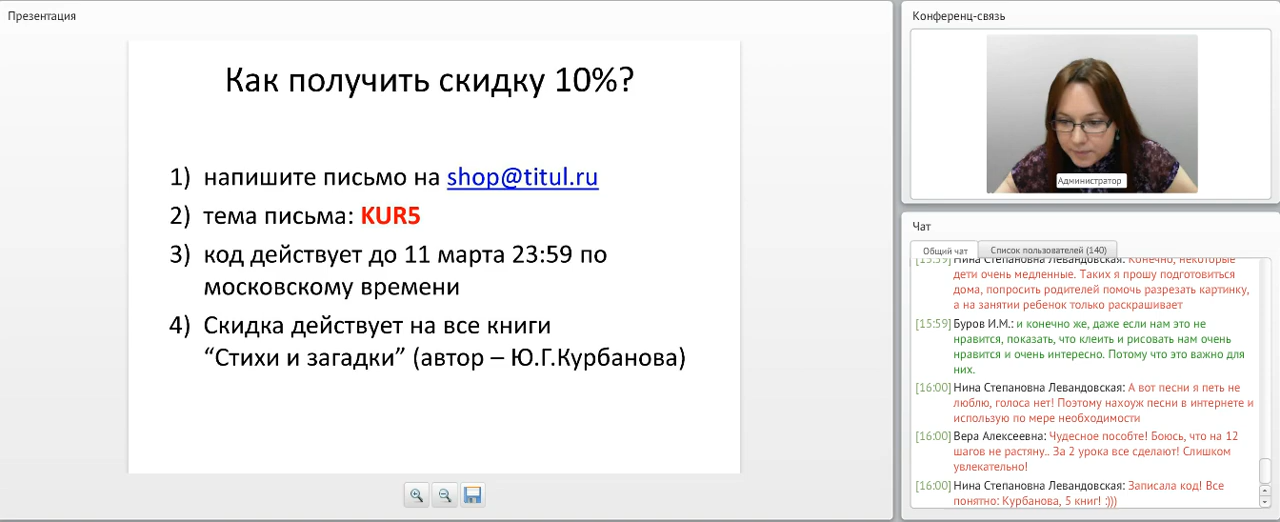 Презентация
Как получить скидку 10%?
1) напишите письмо на shop@titul.ru
2) тема письма: KUR5
3) код действует до 11 марта 23:59 по
московскому времени
4) Скидка действует на все книги
“Стихи и загадки” (автор – Ю.Г.Курбанова)
Конференц-связь
Администратор
Чат
Общий чат
Список пользователей (140)
[15:59] Нина Степановна Левандовская: Конечно, некоторые
дети очень медленные. Таких я прошу подготовиться
дома, попросить родителей помочь разрезать картинку,
а на занятии ребенок только раскрашивает
[15:59] Буров И.М.: и конечно же, даже если нам это не
нравится, показать, что клеить и рисовать нам очень
нравится и очень интересно. Потому что это важно для
них.
[16:00] Нина Степановна Левандовская: А вот песни я петь не
люблю, голоса нет! Поэтому нахоуж песни в интернете и
использую по мере необходимости
[16:00] Вера Алексеевна: Чудесное пособте! Боюсь, что на 12
шагов не растяну.. За 2 урока все сделают! Слишком
увлекательно!
[16:00] Нина Степановна Левандовская: Записала код! Все
понятно: Курбанова, 5 книг! :)))